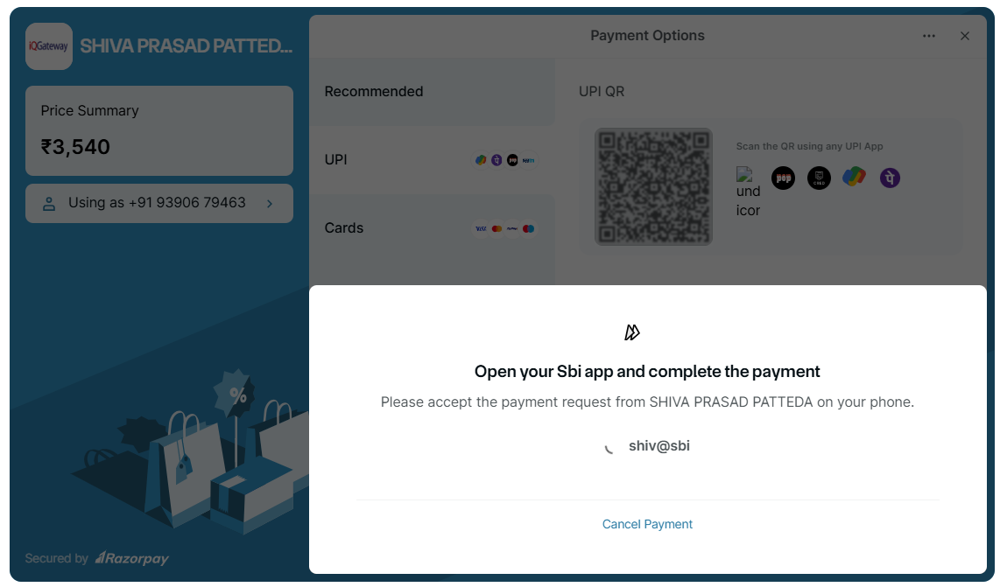 iQGateway
SHIVA PRASAD PATTED...
Price Summary
₹3,540
Using as +91 93906 79463
Secured by Razorpay
Payment Options
Recommended
UPI
Cards
UPI QR
Scan the QR using any UPI App
und
icor
pop
CRED
पे
Open your Sbi app and complete the payment
Please accept the payment request from SHIVA PRASAD PATTEDA on your phone.
shiv@sbi
Cancel Payment